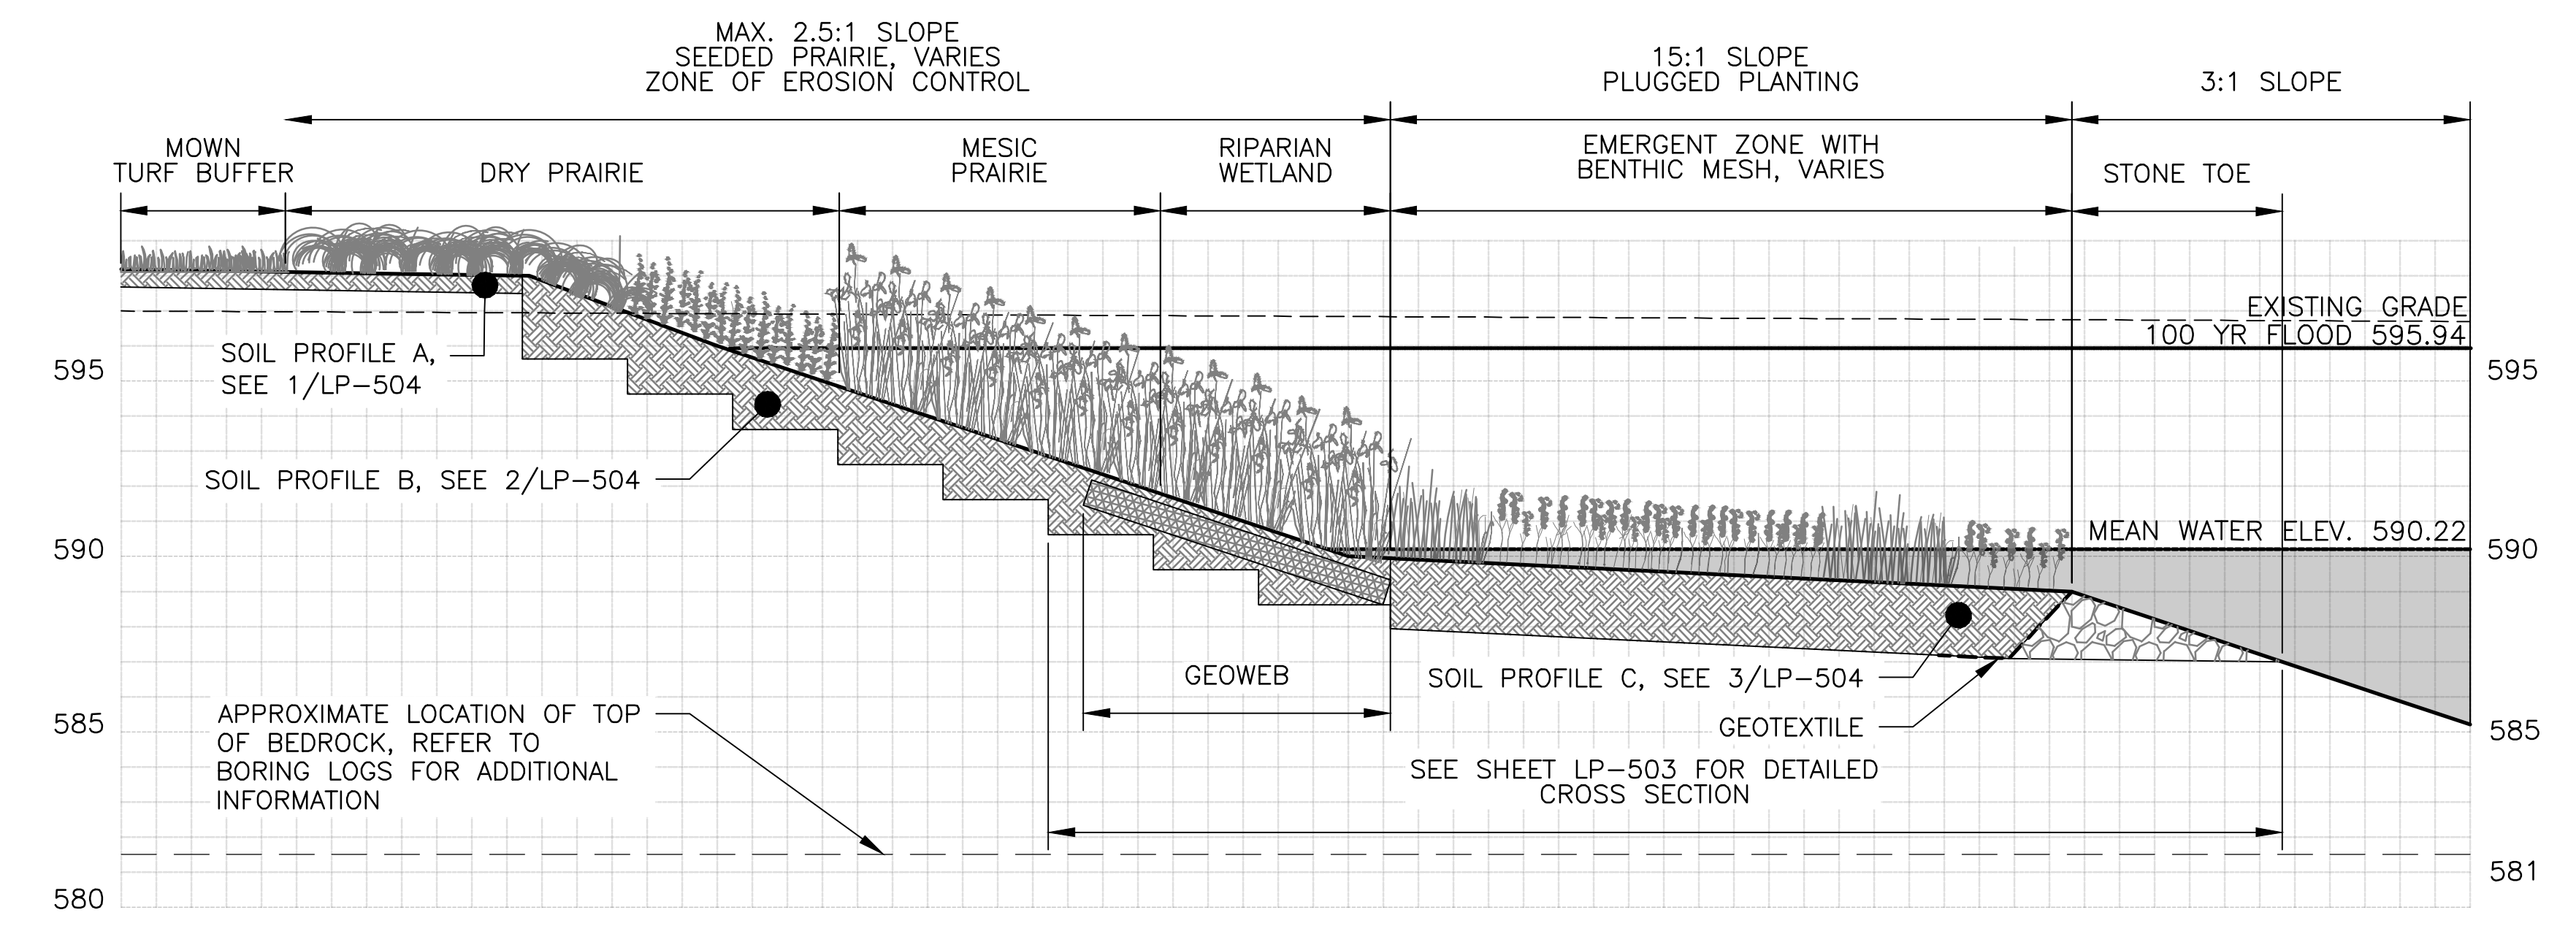 MAX. 2.5:1 SLOPE
SEEDED PRAIRIE, VARIES
ZONE OF EROSION CONTROL
15:1 SLOPE
PLUGGED PLANTING
3:1 SLOPE
MOWN
TURF BUFFER
DRY PRAIRIE
MESIC
PRAIRIE
RIPARIAN
WETLAND
EMERGENT ZONE WITH
BENTHIC MESH, VARIES
STONE TOE
EXISTING GRADE
100 YR FLOOD 595.94
SOIL PROFILE A,
SEE 1/LP-504
595
595
SOIL PROFILE B, SEE 2/LP-504
MEAN WATER ELEV. 590.22
590
590
GEOWEB
SOIL PROFILE C, SEE 3/LP-504
GEOTEXTILE
585
585
APPROXIMATE LOCATION OF TOP
OF BEDROCK, REFER TO
BORING LOGS FOR ADDITIONAL
INFORMATION
SEE SHEET LP-503 FOR DETAILED
CROSS SECTION
580
581